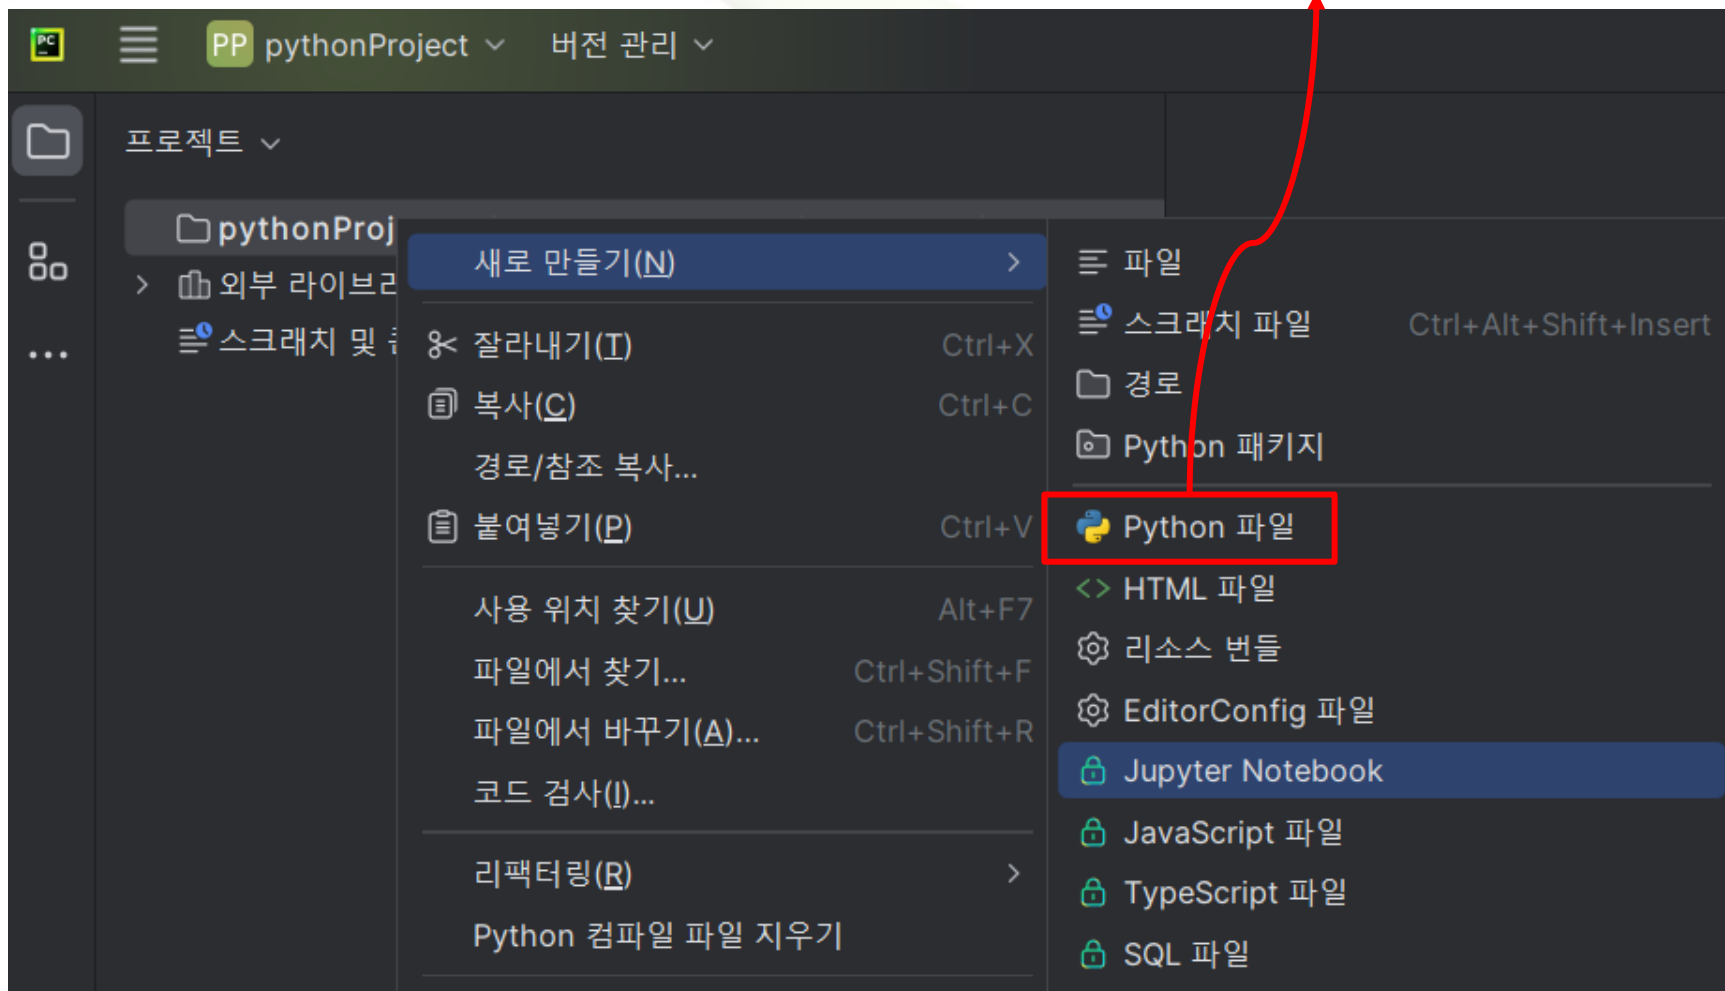 PC
PP pythonProject
버전 관리
프로젝트
pythonProj
외부 라이브러
스크래치 및
새로 만들기(N)
잘라내기(T) Ctrl+X
복사(C) Ctrl+C
경로/참조 복사...
붙여넣기(P) Ctrl+V
사용 위치 찾기(U) Alt+F7
파일에서 찾기... Ctrl+Shift+F
파일에서 바꾸기(A)... Ctrl+Shift+R
코드 검사(I)...
리팩터링(R)
Python 컴파일 파일 지우기
파일
스크래치 파일 Ctrl+Alt+Shift+Insert
경로
Python 패키지
Python 파일
HTML 파일
리소스 번들
EditorConfig 파일
Jupyter Notebook
JavaScript 파일
TypeScript 파일
SQL 파일